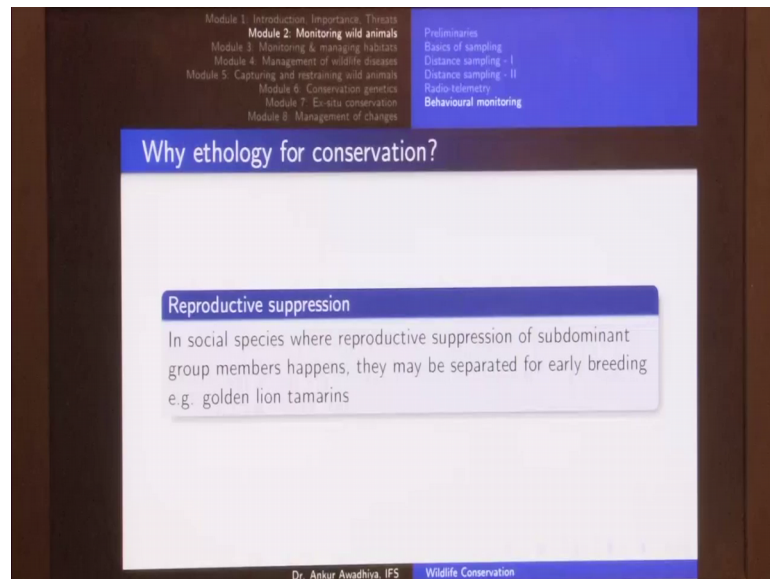 Module 1: Introduction, Importance, Threats
Module 2: Monitoring wild animals
Module 3: Monitoring & managing habitats
Module 4: Management of wildlife diseases
Module 5: Capturing and restraining wild animals
Module 6: Conservation genetics
Module 7: Ex-situ conservation
Module 8: Management of changes
Preliminaries
Basics of sampling
Distance sampling - I
Distance sampling - II
Radio-telemetry
Behavioural monitoring
Why ethology for conservation?
Reproductive suppression
In social species where reproductive suppression of subdominant
group members happens, they may be separated for early breeding
e.g. golden lion tamarins
Dr. Ankur Awadhiya, IFS
Wildlife Conservation